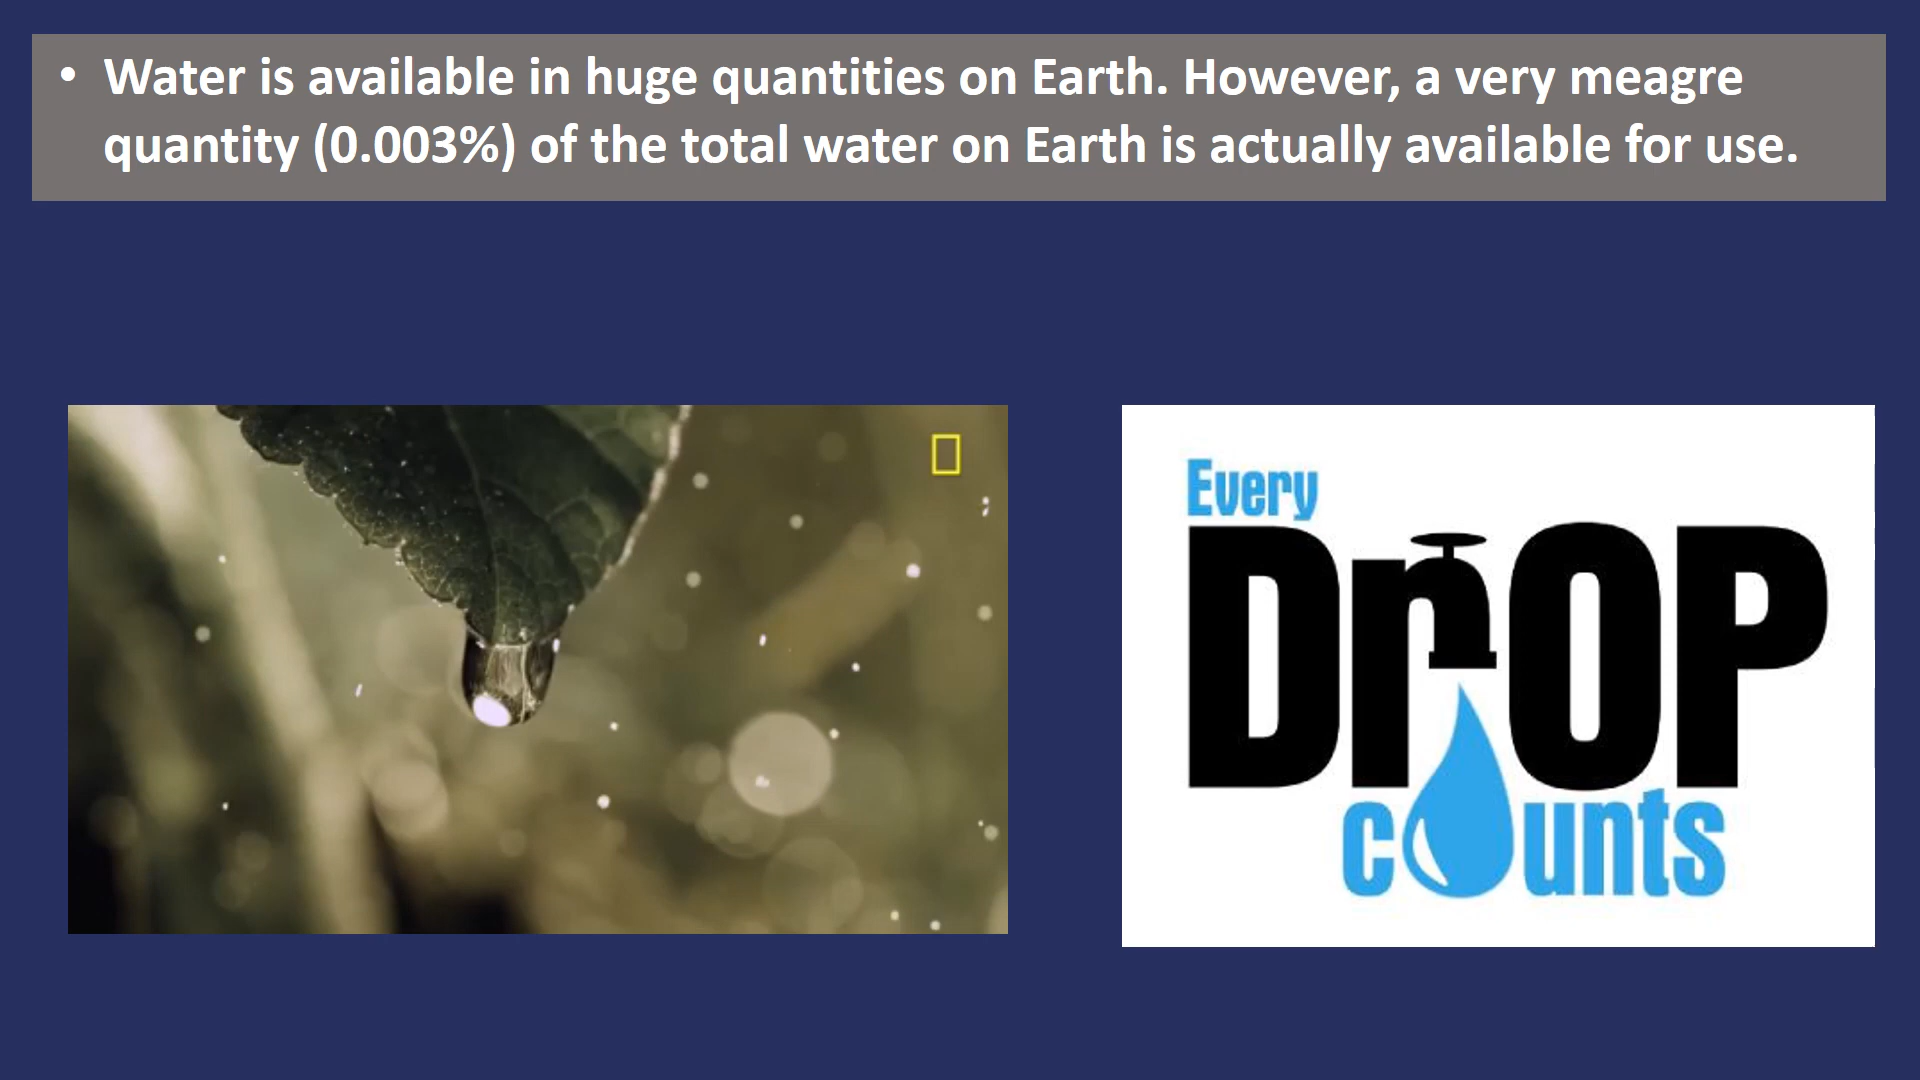 • Water is available in huge quantities on Earth. However, a very meagre
quantity (0.003%) of the total water on Earth is actually available for use.
Every
DrOP
counts